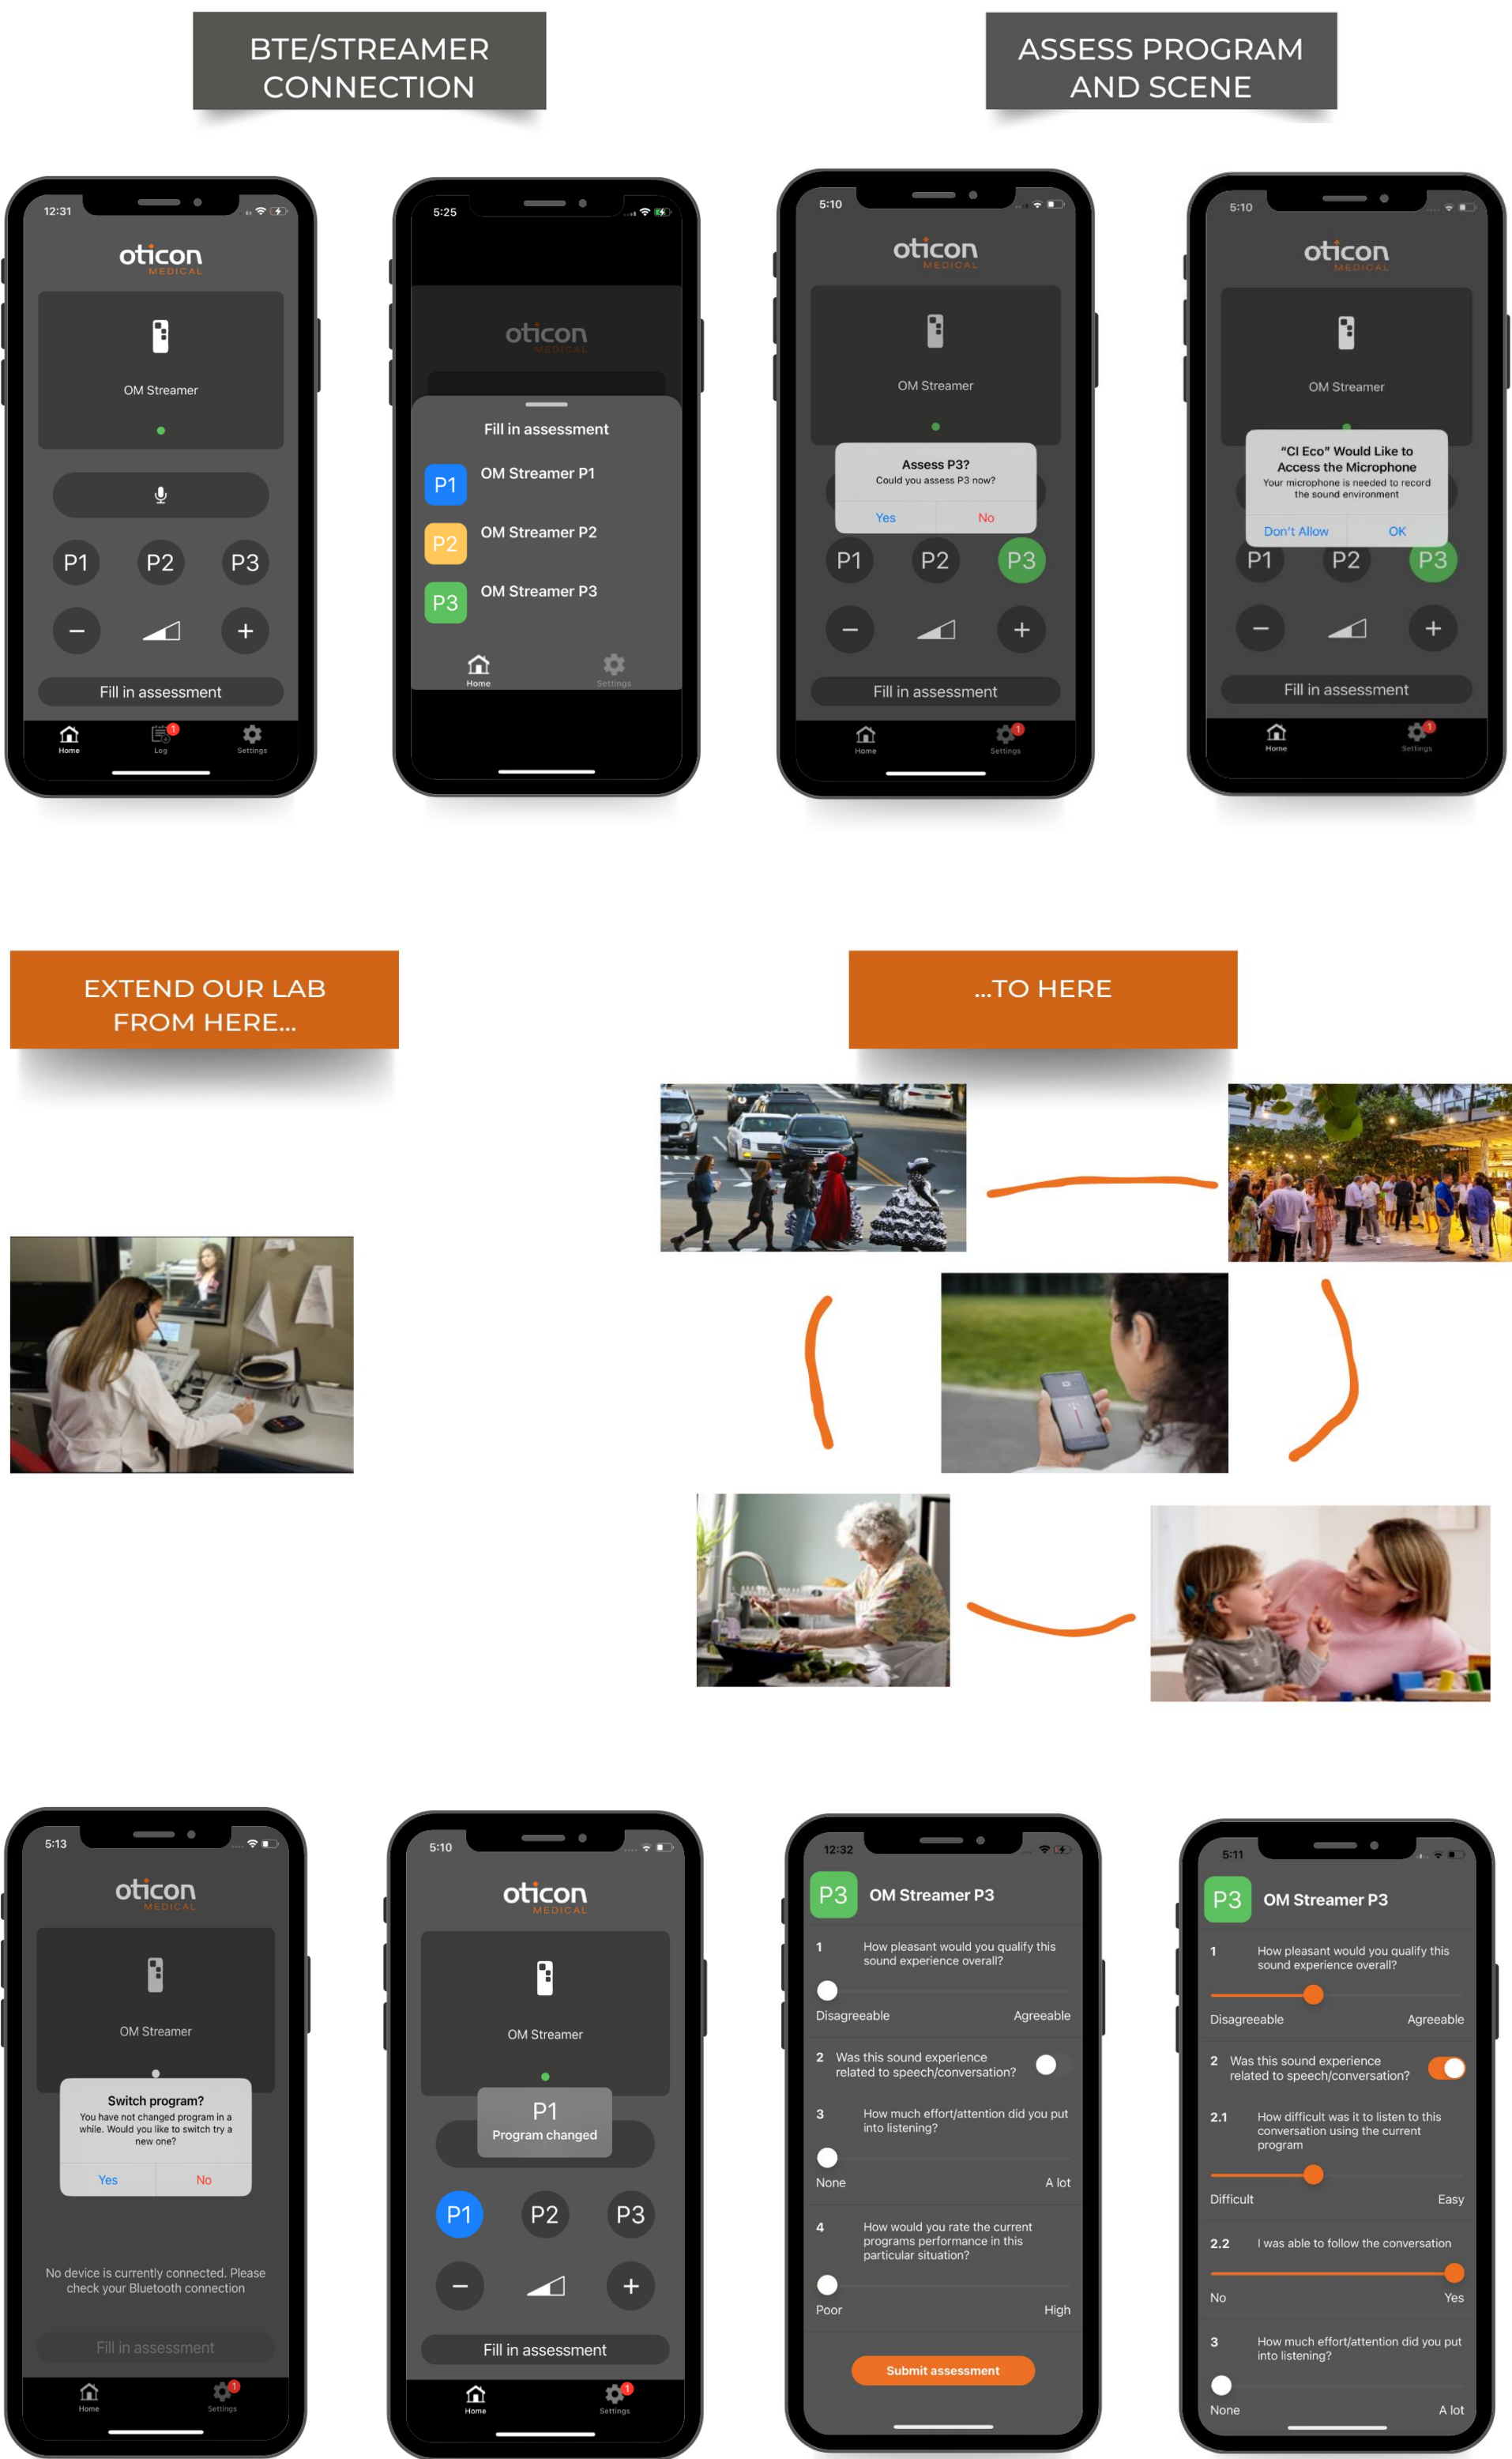 BTE/STREAMER
CONNECTION
ASSESS PROGRAM
AND SCENE
12:31
oticon
MEDICAL
OM Streamer
P1
P2
P3
−
+
Fill in assessment
1
Home
Log
Settings
5:25
oticon
MEDICAL
Fill in assessment
P1
OM Streamer P1
P2
OM Streamer P2
P3
OM Streamer P3
Home
Settings
5:10
oticon
MEDICAL
OM Streamer
Assess P3?
Could you assess P3 now?
Yes
No
P1
P2
P3
−
+
Fill in assessment
1
Home
Settings
5:10
oticon
MEDICAL
OM Streamer
"CI Eco" Would Like to
Access the Microphone
Your microphone is needed to record
the sound environment
Don't Allow
OK
P1
P2
P3
−
+
Fill in assessment
1
Home
Settings
EXTEND OUR LAB
FROM HERE...
...TO HERE
5:13
oticon
MEDICAL
OM Streamer
Switch program?
You have not changed program in a
while. Would you like to switch try a
new one?
Yes
No
No device is currently connected. Please
check your Bluetooth connection
Fill in assessment
1
Home
Settings
5:10
oticon
MEDICAL
OM Streamer
P1
Program changed
P1
P2
P3
−
+
Fill in assessment
1
Home
Settings
12:32
P3
OM Streamer P3
1 How pleasant would you qualify this
sound experience overall?
Disagreeable
Agreeable
2 Was this sound experience
related to speech/conversation?
3 How much effort/attention did you put
into listening?
None
A lot
4 How would you rate the current
programs performance in this
particular situation?
Poor
High
Submit assessment
5:11
P3
OM Streamer P3
1 How pleasant would you qualify this
sound experience overall?
Disagreeable
Agreeable
2 Was this sound experience
related to speech/conversation?
2.1 How difficult was it to listen to this
conversation using the current
program
Difficult
Easy
2.2 I was able to follow the conversation
No
Yes
3 How much effort/attention did you put
into listening?
None
A lot